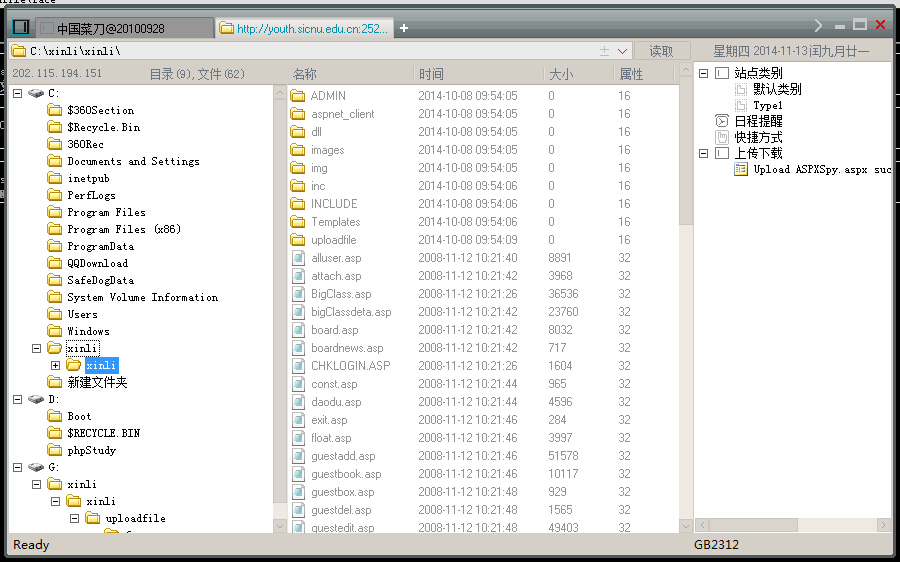 中国菜刀@20100928
http://youth.sicnu.edu.cn:252...
C:\xinli\xinli\
读取
星期四 2014-11-13闰九月廿一
202.115.194.151 目录(9),文件(62)
名称 时间 大小 属性
C:
$360Section
$Recycle.Bin
360Rec
Documents and Settings
inetpub
PerfLogs
Program Files
Program Files (x86)
ProgramData
QQDownload
SafeDogData
System Volume Information
Users
Windows
xinli
xinli
新建文件夹
D:
Boot
$RECYCLE.BIN
phpStudy
G:
xinli
xinli
uploadfile
ADMIN 2014-10-08 09:54:05 0 16
aspnet_client 2014-10-08 09:54:05 0 16
dll 2014-10-08 09:54:05 0 16
images 2014-10-08 09:54:05 0 16
img 2014-10-08 09:54:05 0 16
inc 2014-10-08 09:54:06 0 16
INCLUDE 2014-10-08 09:54:06 0 16
Templates 2014-10-08 09:54:06 0 16
uploadfile 2014-10-08 09:54:09 0 16
alluser.asp 2008-11-12 10:21:40 8891 32
attach.asp 2008-11-12 10:21:42 3968 32
BigClass.asp 2008-11-12 10:21:26 36536 32
bigClassdeta.asp 2008-11-12 10:21:42 23760 32
board.asp 2008-11-12 10:21:42 8032 32
boardnews.asp 2008-11-12 10:21:42 717 32
CHKLOGIN.ASP 2008-11-12 10:21:26 1604 32
const.asp 2008-11-12 10:21:44 965 32
daodu.asp 2008-11-12 10:21:44 4596 32
exit.asp 2008-11-12 10:21:46 284 32
float.asp 2008-11-12 10:21:46 3997 32
guestadd.asp 2008-11-12 10:21:46 51578 32
guestbook.asp 2008-11-12 10:21:46 10117 32
guestbox.asp 2008-11-12 10:21:48 929 32
guestdel.asp 2008-11-12 10:21:48 1565 32
guestedit.asp 2008-11-12 10:21:48 49403 32
站点类别
默认类别
Type1
日程提醒
快捷方式
上传下载
Upload ASPXSpy.aspx suc
Ready
GB2312